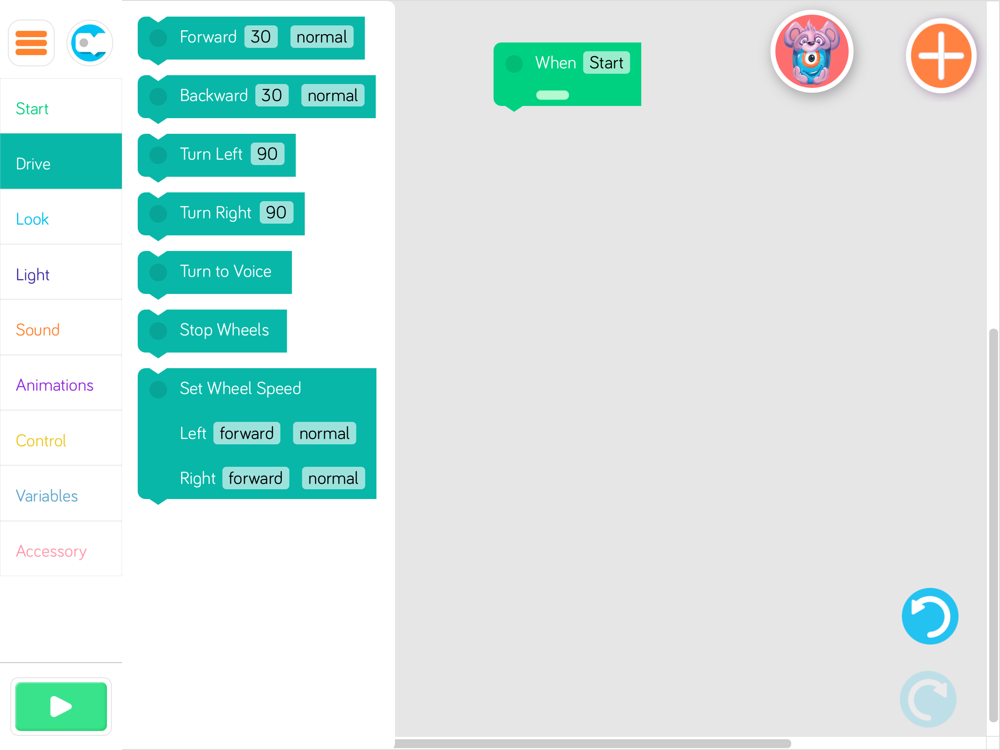 Start
Drive
Look
Light
Sound
Animations
Control
Variables
Accessory
Forward 30 normal
Backward 30 normal
Turn Left 90
Turn Right 90
Turn to Voice
Stop Wheels
Set Wheel Speed
Left forward normal
Right forward normal
When Start